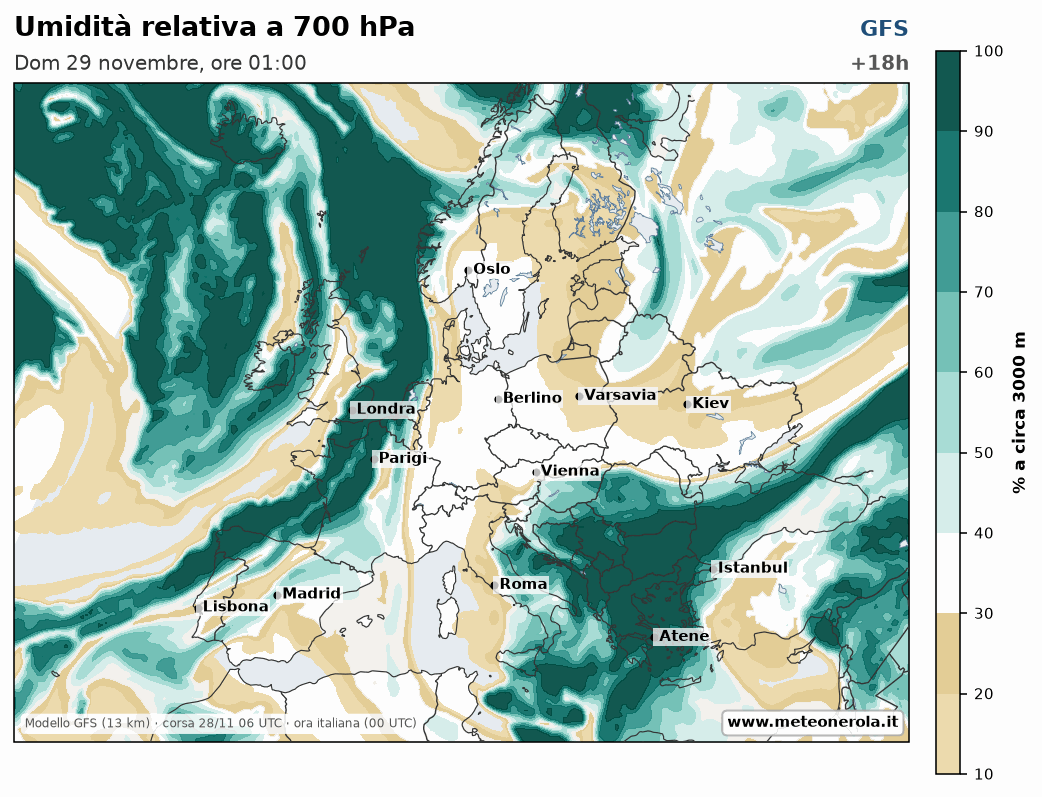 Umidità relativa a 700 hPa
GFS
Dom 29 novembre, ore 01:00
+18h
100
90
80
70
60
50
40
30
20
10
% a circa 3000 m
Oslo
Berlino
Varsavia
Kiev
Londra
Parigi
Vienna
Istanbul
Roma
Madrid
Lisbona
Atene
Modello GFS (13 km) · corsa 28/11 06 UTC · ora italiana (00 UTC)
www.meteonerola.it